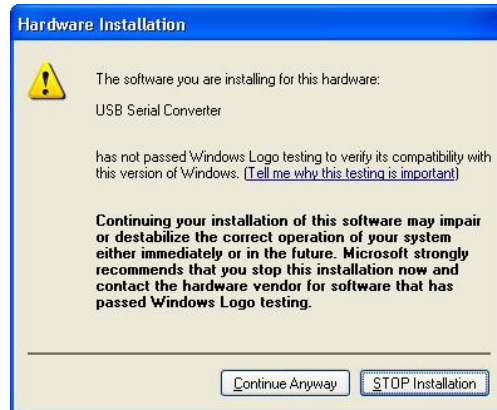 Hardware Installation
The software you are installing for this hardware:
USB Serial Converter
has not passed Windows Logo testing to verify its compatibility with
this version of Windows. (Tell me why this testing is important)
Continuing your installation of this software may impair
or destabilize the correct operation of your system
either immediately or in the future. Microsoft strongly
recommends that you stop this installation now and
contact the hardware vendor for software that has
passed Windows Logo testing.
Continue Anyway STOP Installation